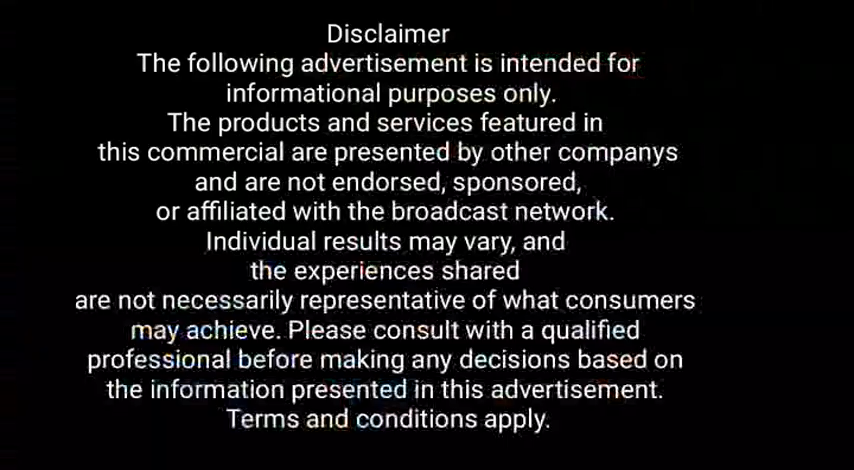 Disclaimer
The following advertisement is intended for
informational purposes only.
The products and services featured in
this commercial are presented by other companys
and are not endorsed, sponsored,
or affiliated with the broadcast network.
Individual results may vary, and
the experiences shared
are not necessarily representative of what consumers
may achieve. Please consult with a qualified
professional before making any decisions based on
the information presented in this advertisement.
Terms and conditions apply.